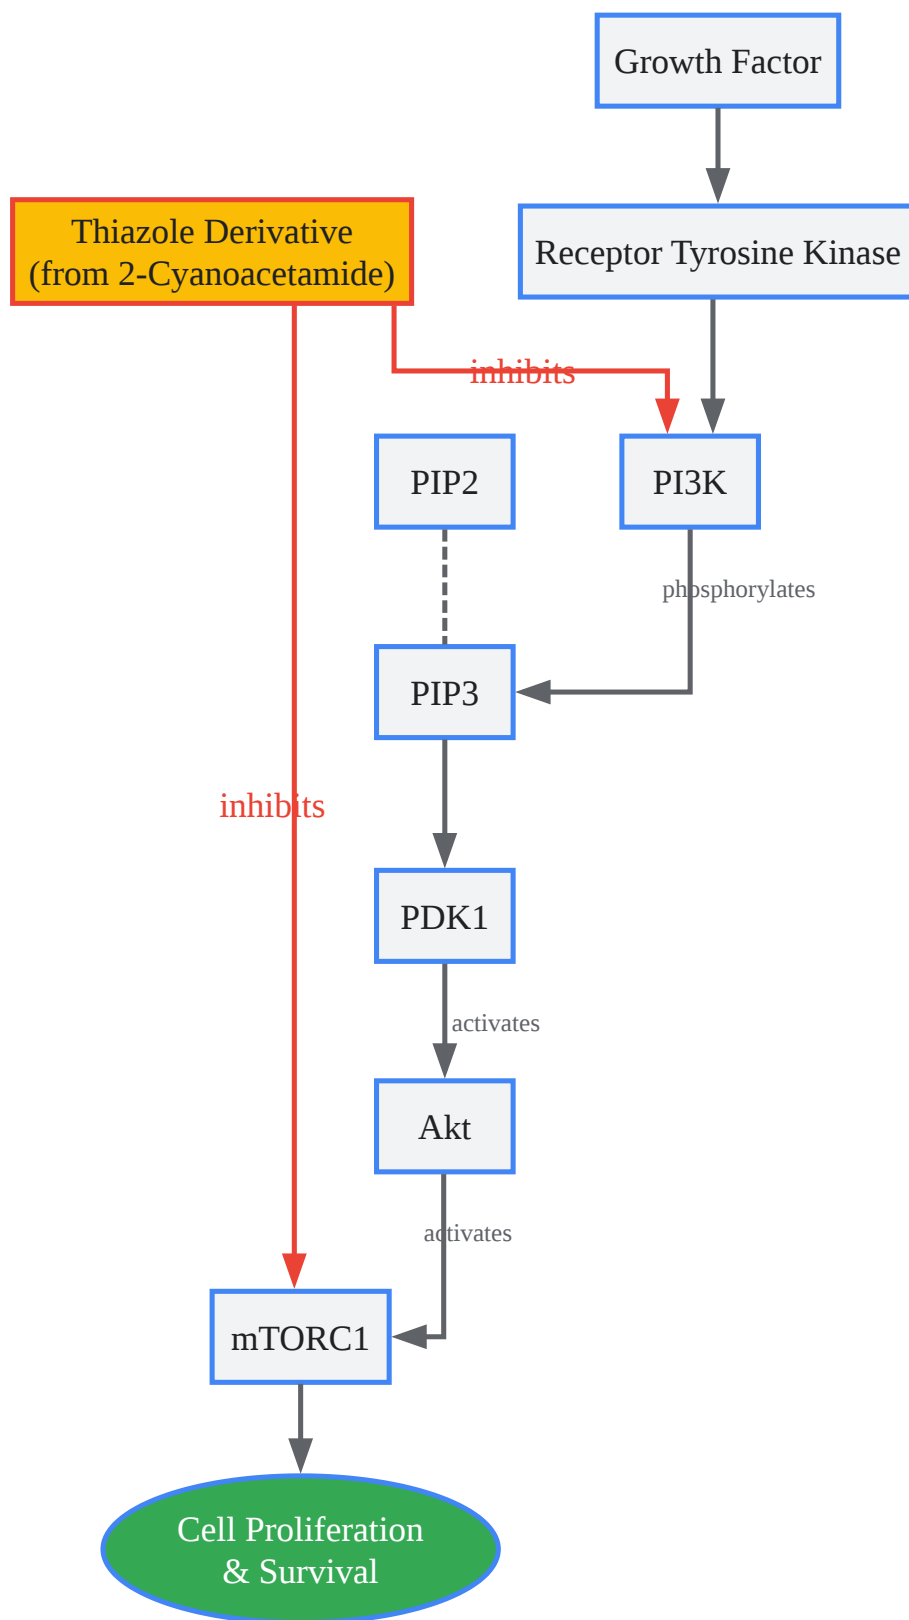 Growth Factor
Thiazole Derivative
(from 2-Cyanoacetamide)
Receptor Tyrosine Kinase
inhibits
PIP2
PI3K
phosphorylates
PIP3
inhibits
PDK1
activates
Akt
activates
mTORC1
Cell Proliferation
& Survival